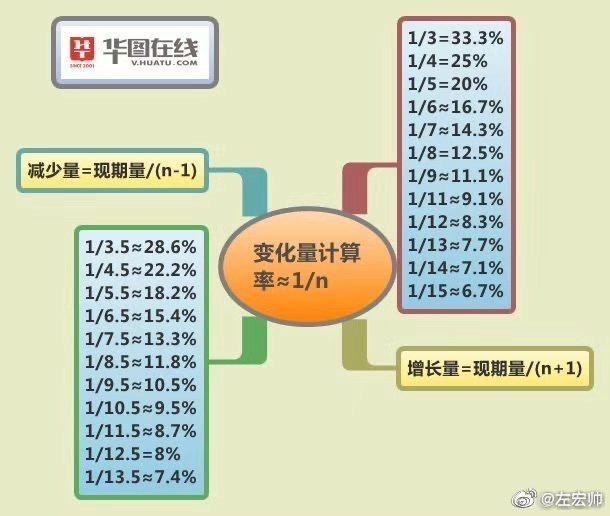 华图
SINCE 2001
华图在线
V.HUATU.COM
减少量=现期量/(n-1)
1/3=33.3%
1/4=25%
1/5=20%
1/6≈16.7%
1/7≈14.3%
1/8=12.5%
1/9≈11.1%
1/11≈9.1%
1/12≈8.3%
1/13≈7.7%
1/14≈7.1%
1/15≈6.7%
变化量计算
率≈1/n
1/3.5≈28.6%
1/4.5≈22.2%
1/5.5≈18.2%
1/6.5≈15.4%
1/7.5≈13.3%
1/8.5≈11.8%
1/9.5≈10.5%
1/10.5≈9.5%
1/11.5≈8.7%
1/12.5=8%
1/13.5≈7.4%
增长量=现期量/(n+1)
@左宏帅